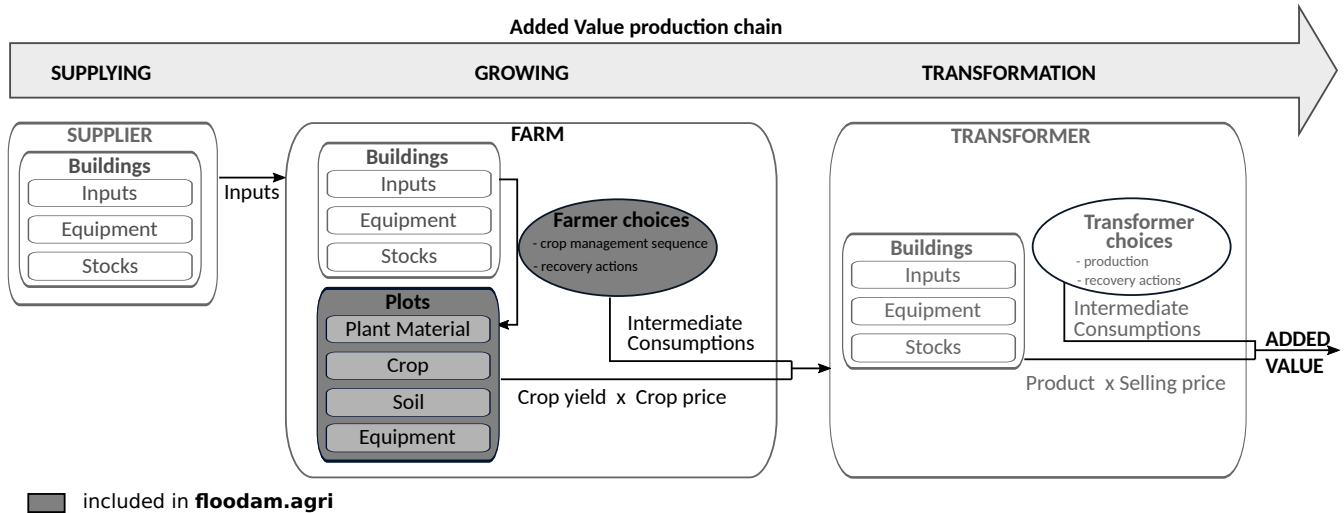 Added Value production chain
SUPPLYING
GROWING
TRANSFORMATION
SUPPLIER
Buildings
Inputs
Equipment
Stocks
Inputs
FARM
Buildings
Inputs
Equipment
Stocks
Farmer choices
- crop management sequence
- recovery actions
Plots
Plant Material
Crop
Soil
Equipment
Intermediate
Consumptions
Crop yield x Crop price
TRANSFORMER
Buildings
Inputs
Equipment
Stocks
Transformer
choices
- production
- recovery actions
Intermediate
Consumptions
Product x Selling price
ADDED
VALUE
included in floodam.agri